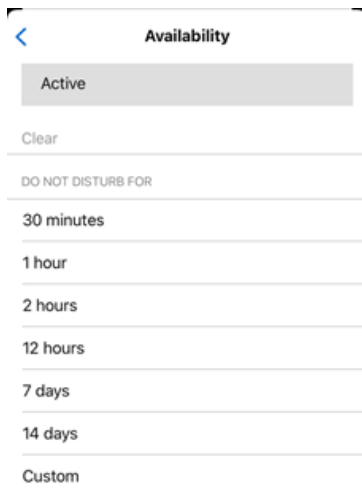 Availability
Active
Clear
DO NOT DISTURB FOR
30 minutes
1 hour
2 hours
12 hours
7 days
14 days
Custom